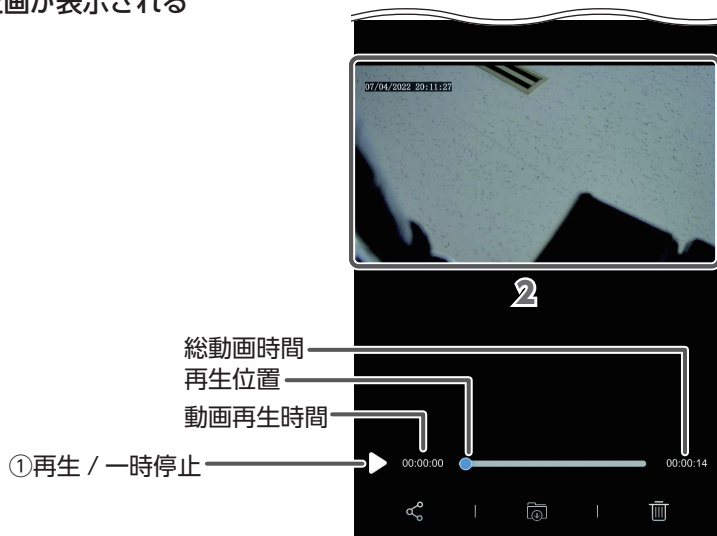 画が表示される
07/04/2022 20:11:27
2
総動画時間
再生位置
動画再生時間
①再生 / 一時停止
00:00:00
00:00:14